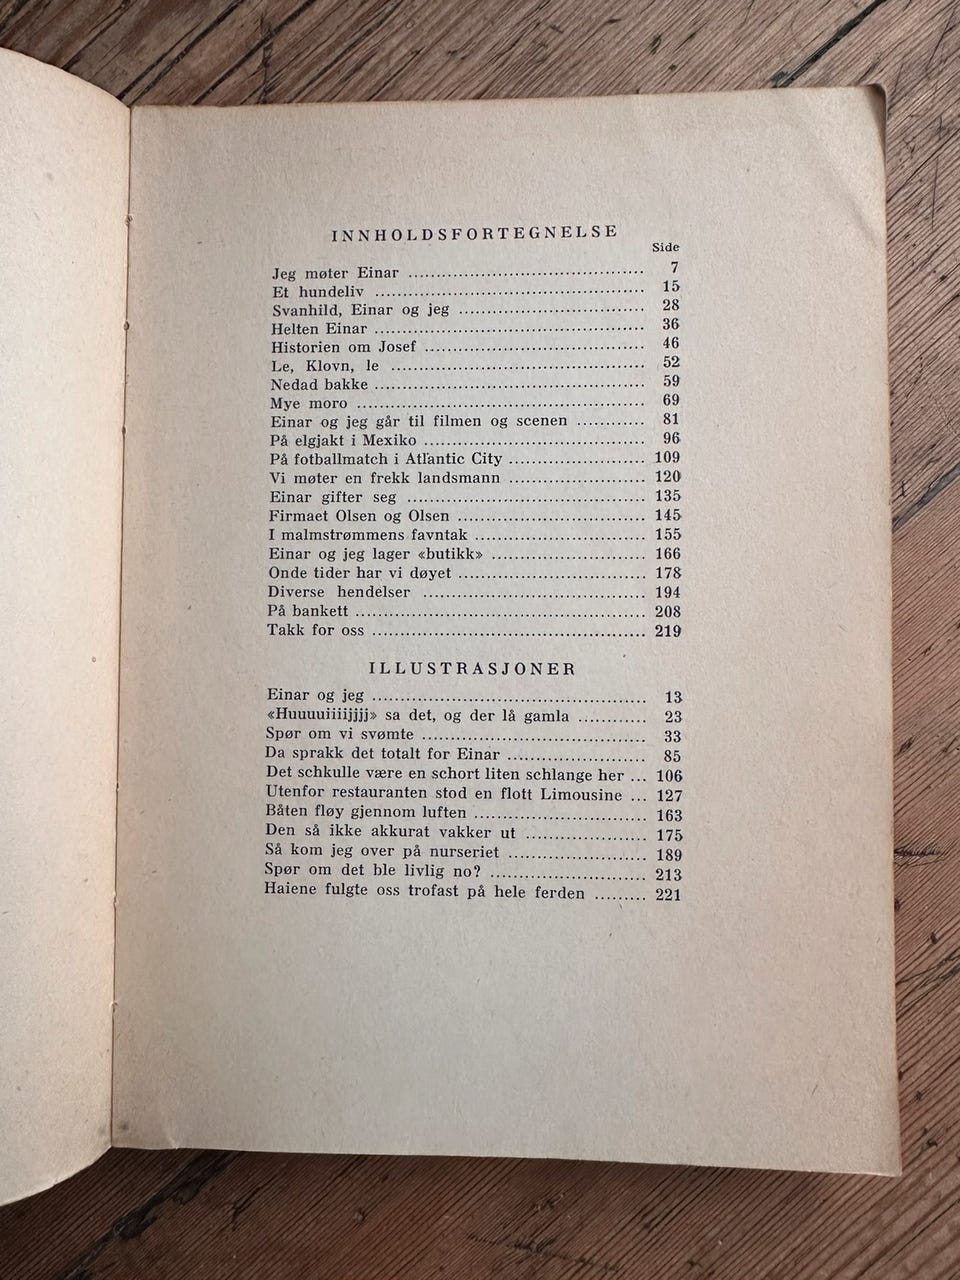 INNHOLDSFORTEGNELSE
Side
Jeg møter Einar ........................................ 7
Et hundeliv ................................................ 15
Svanhild, Einar og jeg ................................. 28
Helten Einar ................................................ 36
Historien om Josef ....................................... 46
Le, Klovn, le .............................................. 52
Nedad bakke ................................................ 59
Mye moro .................................................... 69
Einar og jeg går til filmen og scenen ............ 81
På elgjakt i Mexiko ........................................ 96
På fotballmatch i Atlantic City ........................ 109
Vi møter en frekk landsmann ........................ 120
Einar gifter seg .......................................... 135
Firmaet Olsen og Olsen .................................. 145
I malmstrømmens favntak ............................... 155
Einar og jeg lager «butikk» ............................ 166
Onde tider har vi døyet .................................. 178
Diverse hendelser ........................................ 194
På bankett .................................................... 208
Takk for oss ................................................ 219
ILLUSTRASJONER
Einar og jeg ................................................ 13
«Huuuuiiiijjjj» sa det, og der lå gamla ............ 23
Spør om vi svømte ........................................ 33
Da sprakk det totalt for Einar ......................... 85
Det schkulle være en schort liten schlange her ... 106
Utenfor restauranten stod en flott Limousine ... 127
Båten fløy gjennom luften ............................... 163
Den så ikke akkurat vakker ut ........................ 175
Så kom jeg over på nurseriet ........................ 189
Spør om det ble livlig no? ............................ 213
Haiene fulgte oss trofast på hele ferden ......... 221